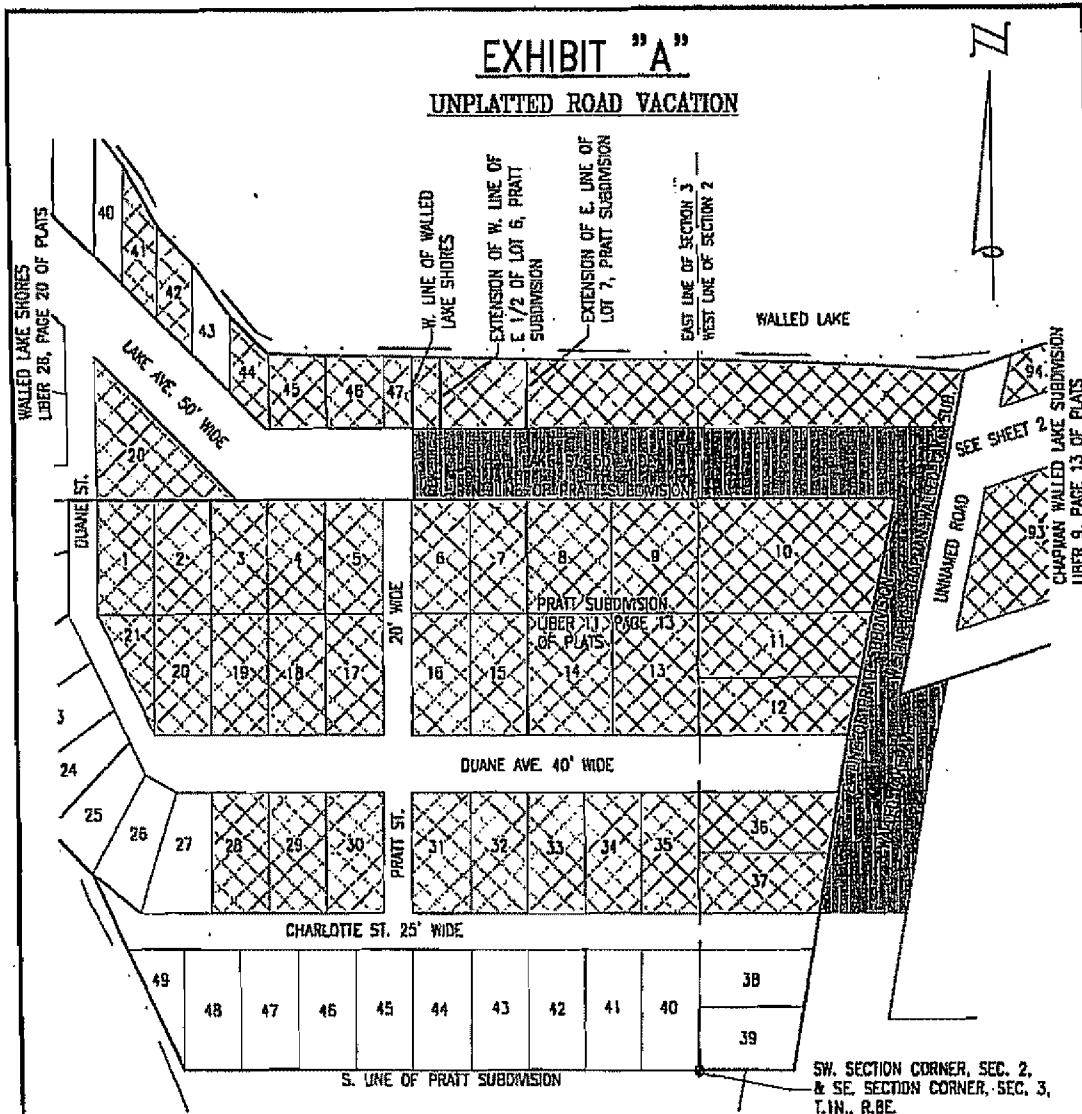 EXHIBIT "A"
UNPLATTED ROAD VACATION
N
WALLED LAKE SHORES
LIBER 28, PAGE 20 OF PLATS
40
41
42
43
44
45
46
47
LAKE AVE. 50' WIDE
W. LINE OF WALLED
LAKE SHORES
EXTENSION OF W. LINE OF
E 1/2 OF LOT 6, PRATT
SUBDIVISION
EXTENSION OF E. LINE OF
LOT 7, PRATT SUBDIVISION
EAST LINE OF SECTION 3
WEST LINE OF SECTION 2
WALLED LAKE
94
SEE SHEET 2
UNNAMED ROAD
93
CHAPMAN WALLED LAKE SUBDIVISION
LIBER 9, PAGE 13 OF PLATS
SUB.
20
DUANE ST.
N. LINE OF PRATT SUBDIVISION
1
2
3
4
5
20' WIDE
6
7
8
9
10
PRATT SUBDIVISION
LIBER 11, PAGE 13
OF PLATS
21
20
19
18
17
16
15
14
13
11
12
DUANE AVE. 40' WIDE
3
24
25
26
27
28
29
30
PRATT ST.
31
32
33
34
35
36
37
CHARLOTTE ST. 25' WIDE
49
48
47
46
45
44
43
42
41
40
38
39
S. LINE OF PRATT SUBDIVISION
SW. SECTION CORNER, SEC. 2,
& SE. SECTION CORNER, SEC. 3,
T.1N., R.8E.